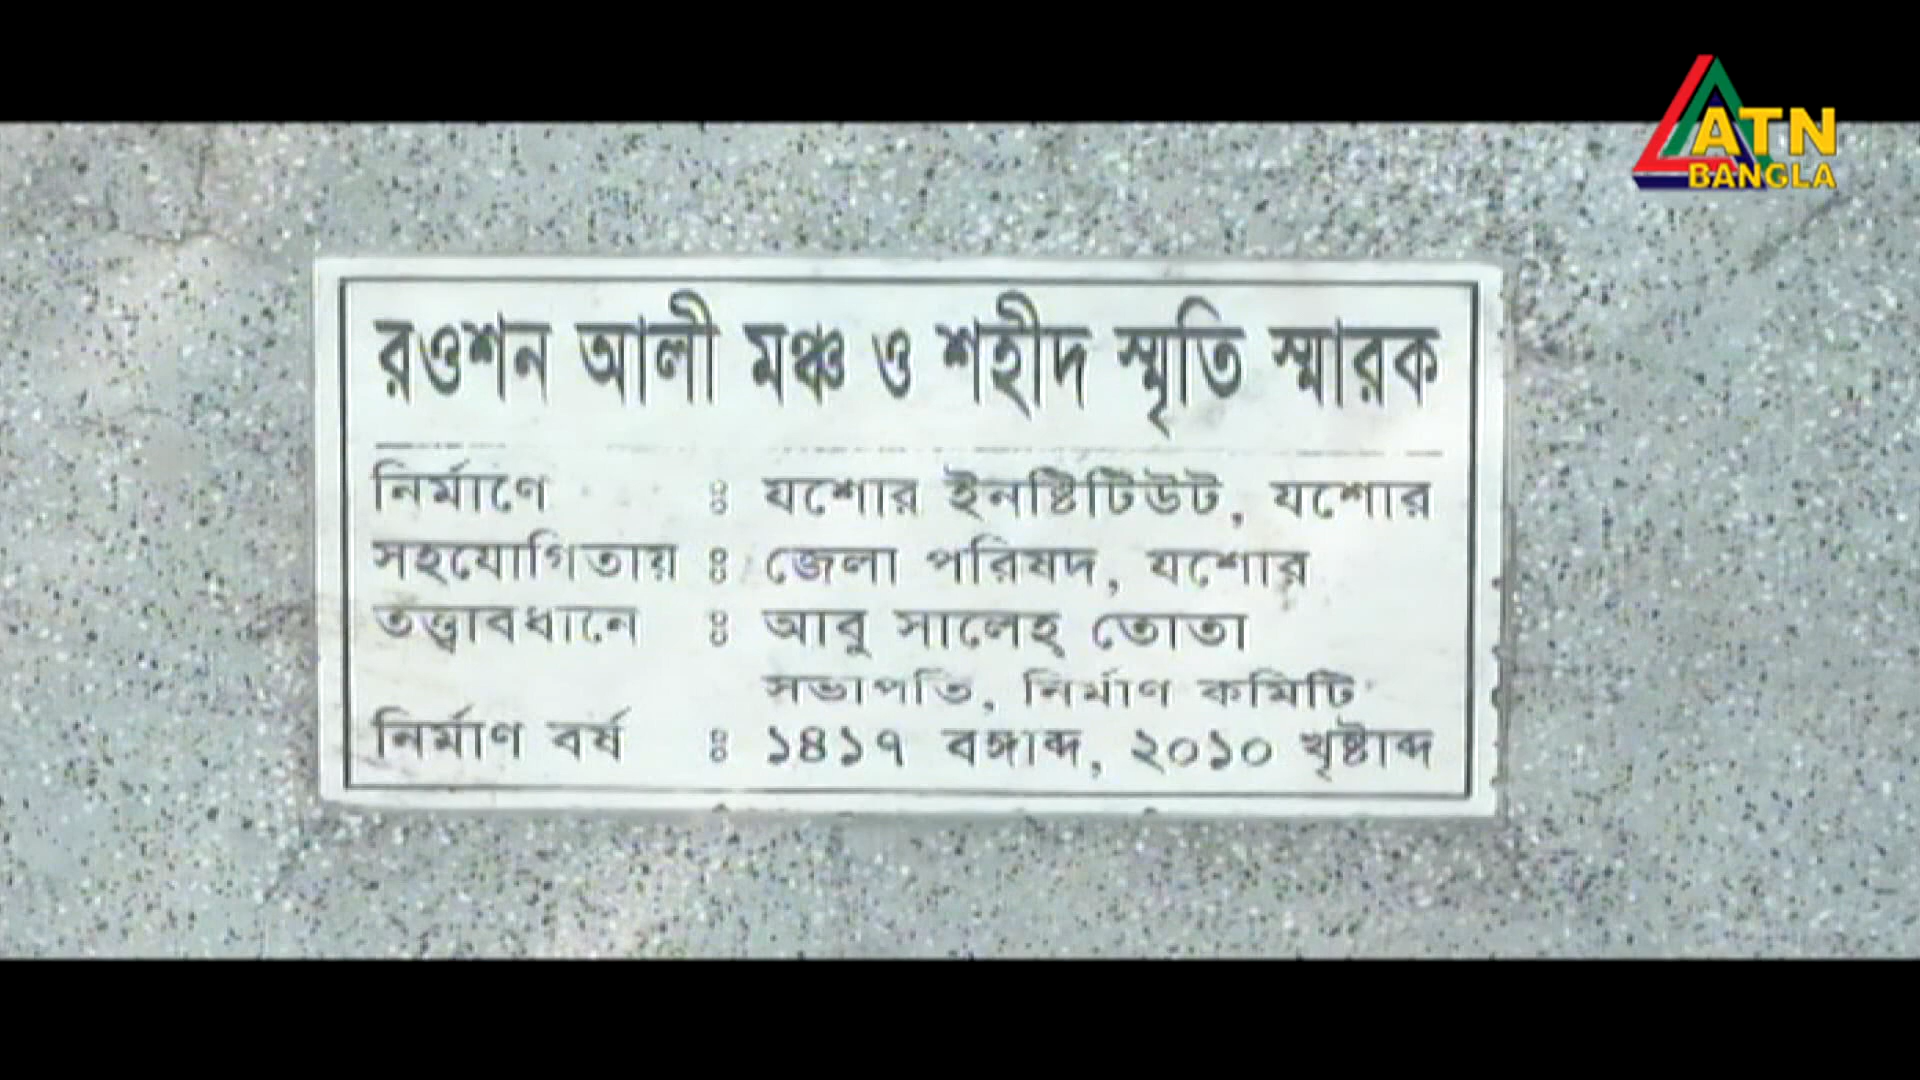 ATN
BANGLA
রওশন আলী মঞ্চ ও শহীদ স্মৃতি স্মারক
নির্মাণে : যশোর ইনষ্টিটিউট, যশোর
সহযোগিতায় : জেলা পরিষদ, যশোর
তত্ত্বাবধানে : আবু সালেহ্ তোতা
সভাপতি, নির্মাণ কমিটি
নির্মাণ বর্ষ : ১৪১৭ বঙ্গাব্দ, ২০১০ খৃষ্টাব্দ